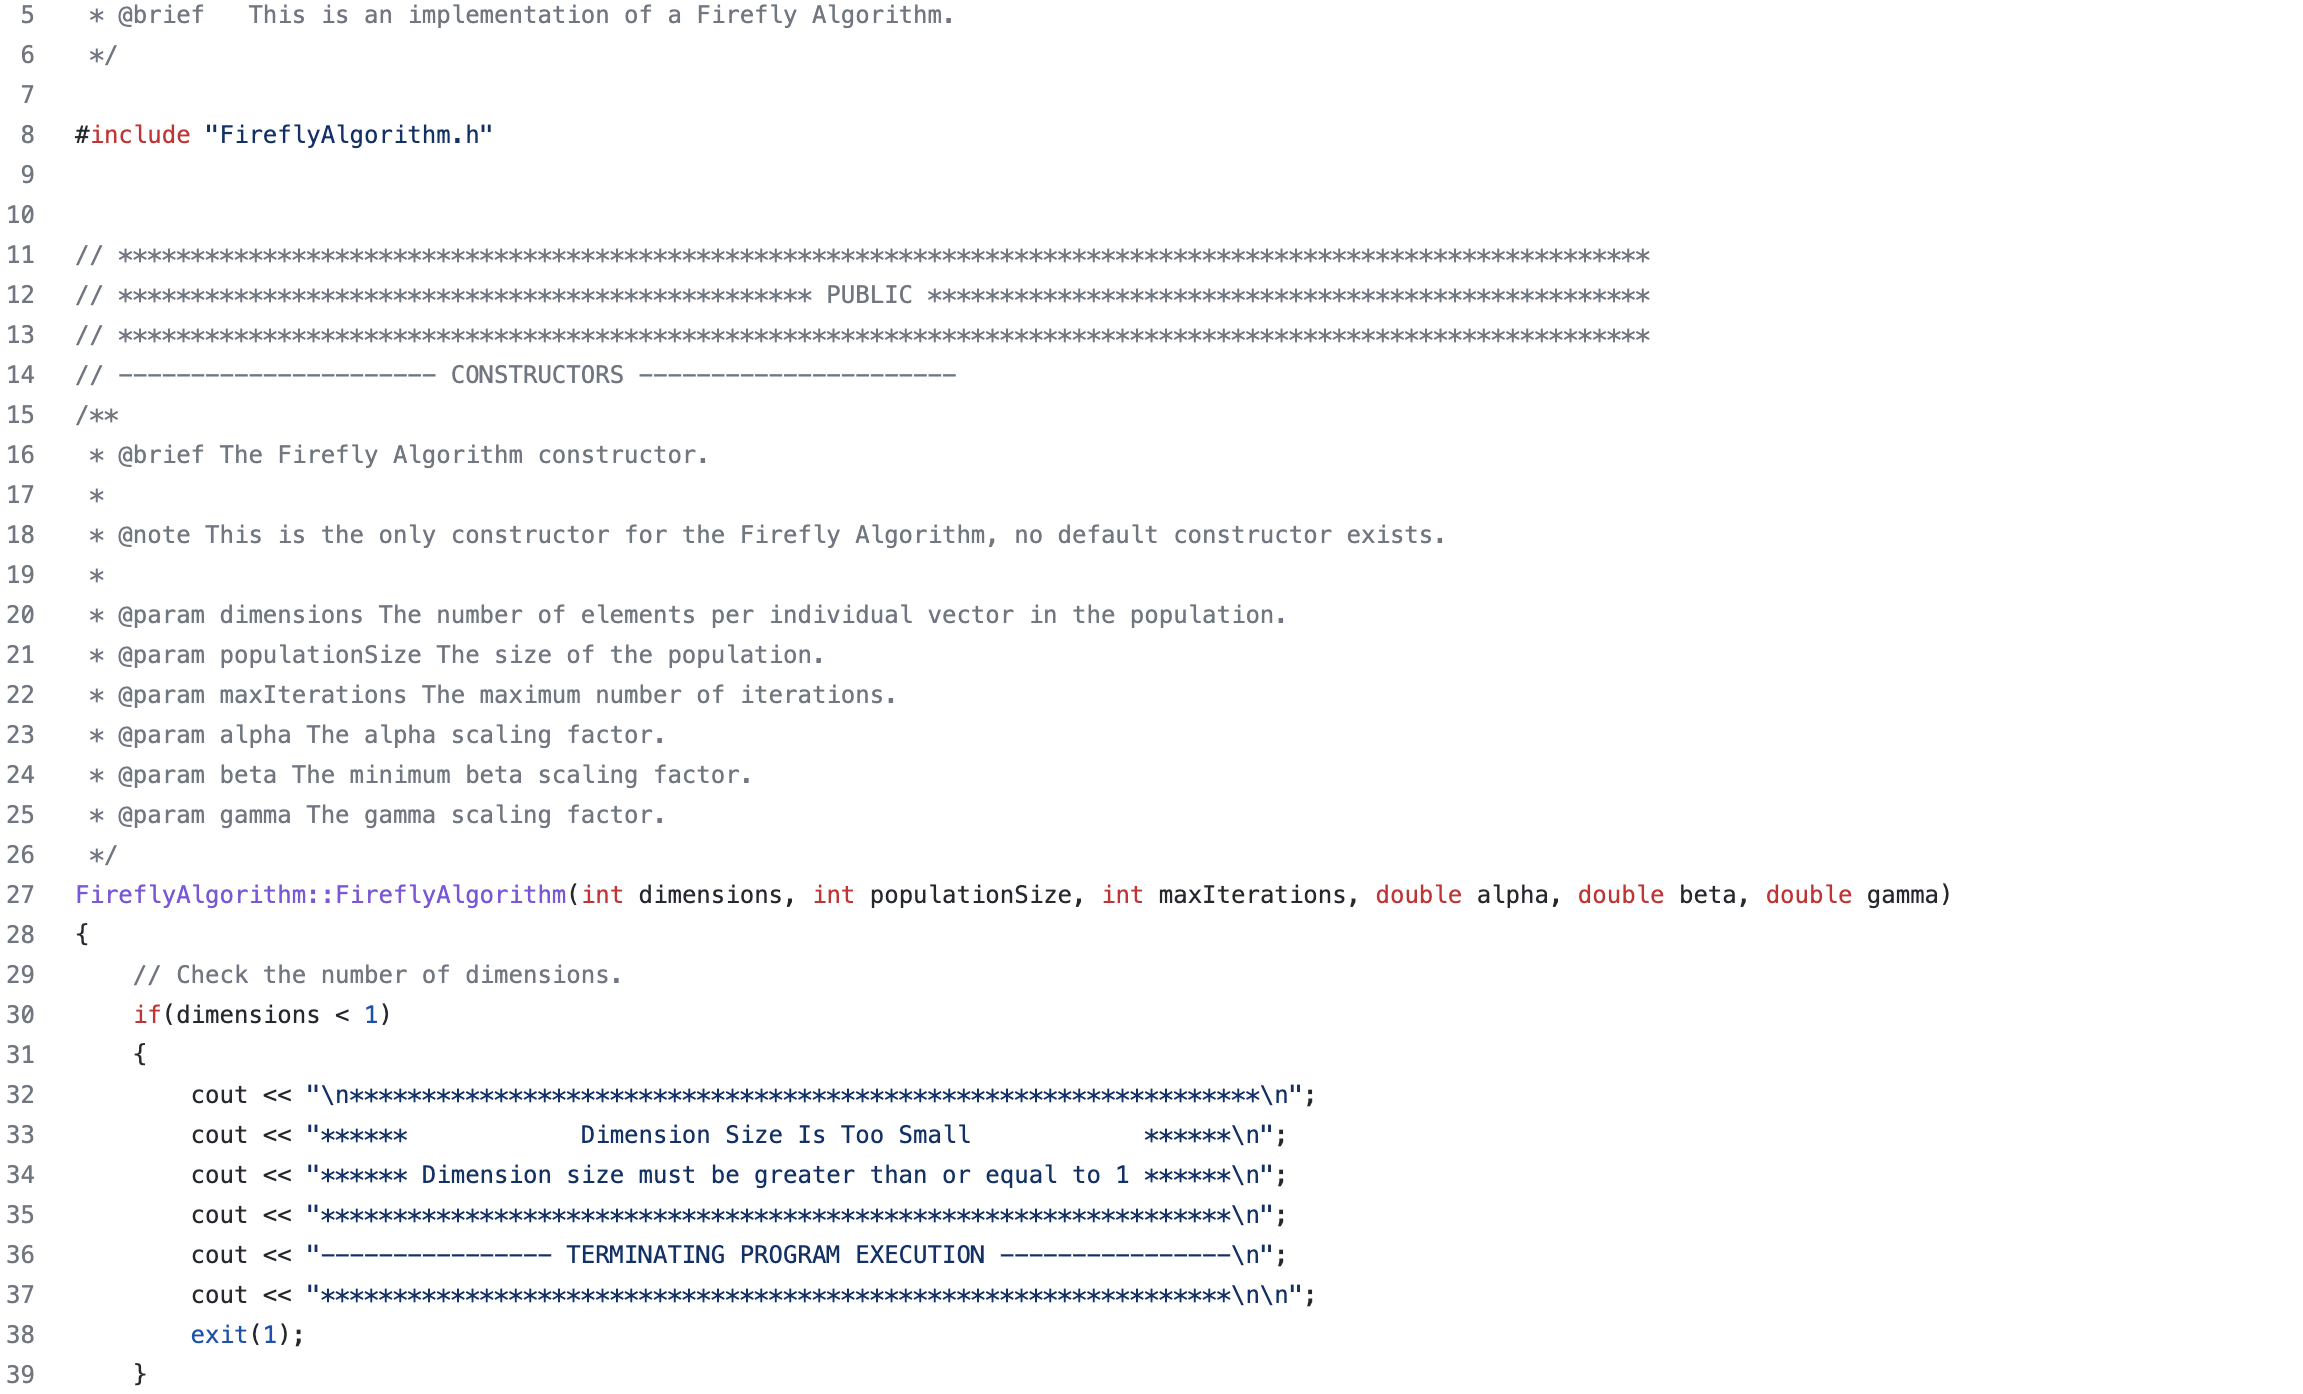 5 * @brief   This is an implementation of a Firefly Algorithm.
6 */
7
8 #include "FireflyAlgorithm.h"
9
10
11 // **********************************************************************************************************
12 // ************************************************ PUBLIC **************************************************
13 // **********************************************************************************************************
14 // ---------------------- CONSTRUCTORS ----------------------
15 /**
16 * @brief The Firefly Algorithm constructor.
17 *
18 * @note This is the only constructor for the Firefly Algorithm, no default constructor exists.
19 *
20 * @param dimensions The number of elements per individual vector in the population.
21 * @param populationSize The size of the population.
22 * @param maxIterations The maximum number of iterations.
23 * @param alpha The alpha scaling factor.
24 * @param beta The minimum beta scaling factor.
25 * @param gamma The gamma scaling factor.
26 */
27 FireflyAlgorithm::FireflyAlgorithm(int dimensions, int populationSize, int maxIterations, double alpha, double beta, double gamma)
28 {
29     // Check the number of dimensions.
30     if(dimensions < 1)
31     {
32         cout << "\n***************************************************************\n";
33         cout << "******            Dimension Size Is Too Small            ******\n";
34         cout << "****** Dimension size must be greater than or equal to 1 ******\n";
35         cout << "***************************************************************\n";
36         cout << "---------------- TERMINATING PROGRAM EXECUTION ----------------\n";
37         cout << "***************************************************************\n\n";
38         exit(1);
39     }